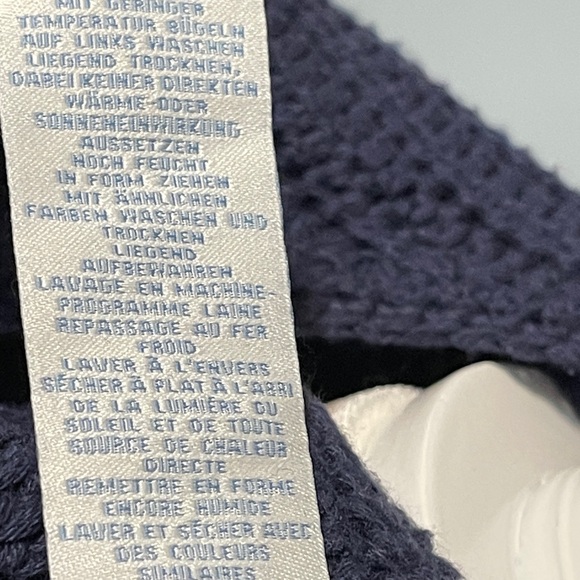 MIT GERINGER
TEMPERATUR BÜGELN
AUF LINKS WASCHEN
LIEGEND TROCKNEN,
DABEI KEINER DIREKTEN
WÄRME-ODER
SONNENEINWIRKUNG
AUSSETZEN
NOCH FEUCHT
IN FORM ZIEHEN
MIT ÄHNLICHEN
FARBEN WASCHEN UND
TROCKNEN
LIEGEND
AUFBEWAHREN
LAVAGE EN MACHINE-
PROGRAMME LAINE
REPASSAGE AU FER
FROID
LAVER À L'ENVERS
SÉCHER À PLAT À L'ABRI
DE LA LUMIÈRE DU
SOLEIL ET DE TOUTE
SOURCE DE CHALEUR
DIRECTE
REMETTRE EN FORME
ENCORE HUMIDE
LAVER ET SÉCHER AVEC
DES COULEURS
SIMILAIRES